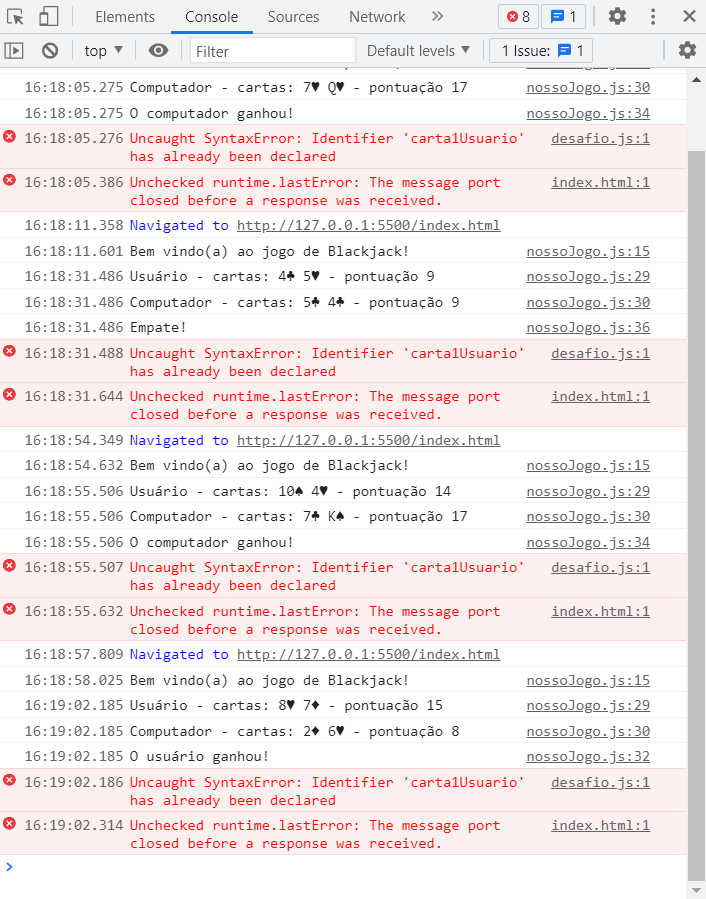 Elements Console Sources Network 8 1
top Filter Default levels 1 Issue: 1
16:18:05.275 Computador - cartas: 7♥ Q♥ - pontuação 17 nossoJogo.js:30
16:18:05.275 O computador ganhou! nossoJogo.js:34
16:18:05.276 Uncaught SyntaxError: Identifier 'carta1Usuario' desafio.js:1
has already been declared
16:18:05.386 Unchecked runtime.lastError: The message port index.html:1
closed before a response was received.
16:18:11.358 Navigated to http://127.0.0.1:5500/index.html
16:18:11.601 Bem vindo(a) ao jogo de Blackjack! nossoJogo.js:15
16:18:31.486 Usuário - cartas: 4♣ 5♥ - pontuação 9 nossoJogo.js:29
16:18:31.486 Computador - cartas: 5♣ 4♣ - pontuação 9 nossoJogo.js:30
16:18:31.486 Empate! nossoJogo.js:36
16:18:31.488 Uncaught SyntaxError: Identifier 'carta1Usuario' desafio.js:1
has already been declared
16:18:31.644 Unchecked runtime.lastError: The message port index.html:1
closed before a response was received.
16:18:54.349 Navigated to http://127.0.0.1:5500/index.html
16:18:54.632 Bem vindo(a) ao jogo de Blackjack! nossoJogo.js:15
16:18:55.506 Usuário - cartas: 10♠ 4♥ - pontuação 14 nossoJogo.js:29
16:18:55.506 Computador - cartas: 7♣ K♠ - pontuação 17 nossoJogo.js:30
16:18:55.506 O computador ganhou! nossoJogo.js:34
16:18:55.507 Uncaught SyntaxError: Identifier 'carta1Usuario' desafio.js:1
has already been declared
16:18:55.632 Unchecked runtime.lastError: The message port index.html:1
closed before a response was received.
16:18:57.809 Navigated to http://127.0.0.1:5500/index.html
16:18:58.025 Bem vindo(a) ao jogo de Blackjack! nossoJogo.js:15
16:19:02.185 Usuário - cartas: 8♥ 7♦ - pontuação 15 nossoJogo.js:29
16:19:02.185 Computador - cartas: 2♦ 6♥ - pontuação 8 nossoJogo.js:30
16:19:02.185 O usuário ganhou! nossoJogo.js:32
16:19:02.186 Uncaught SyntaxError: Identifier 'carta1Usuario' desafio.js:1
has already been declared
16:19:02.314 Unchecked runtime.lastError: The message port index.html:1
closed before a response was received.